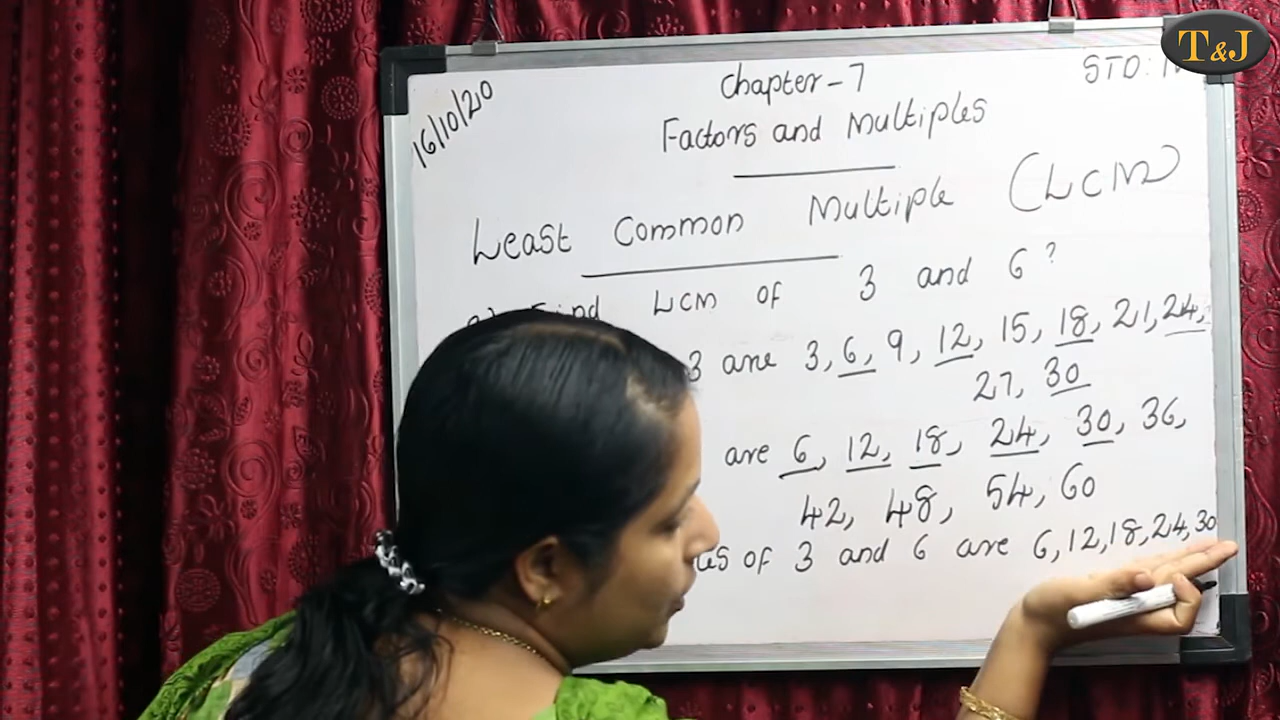 T&J
16/10/20
STD:
Chapter-7
Factors and Multiples
Least Common Multiple (LCM)
LCM of 3 and 6?
3 are 3, 6, 9, 12, 15, 18, 21, 24,
27, 30
are 6, 12, 18, 24, 30, 36,
42, 48, 54, 60
of 3 and 6 are 6, 12, 18, 24, 30